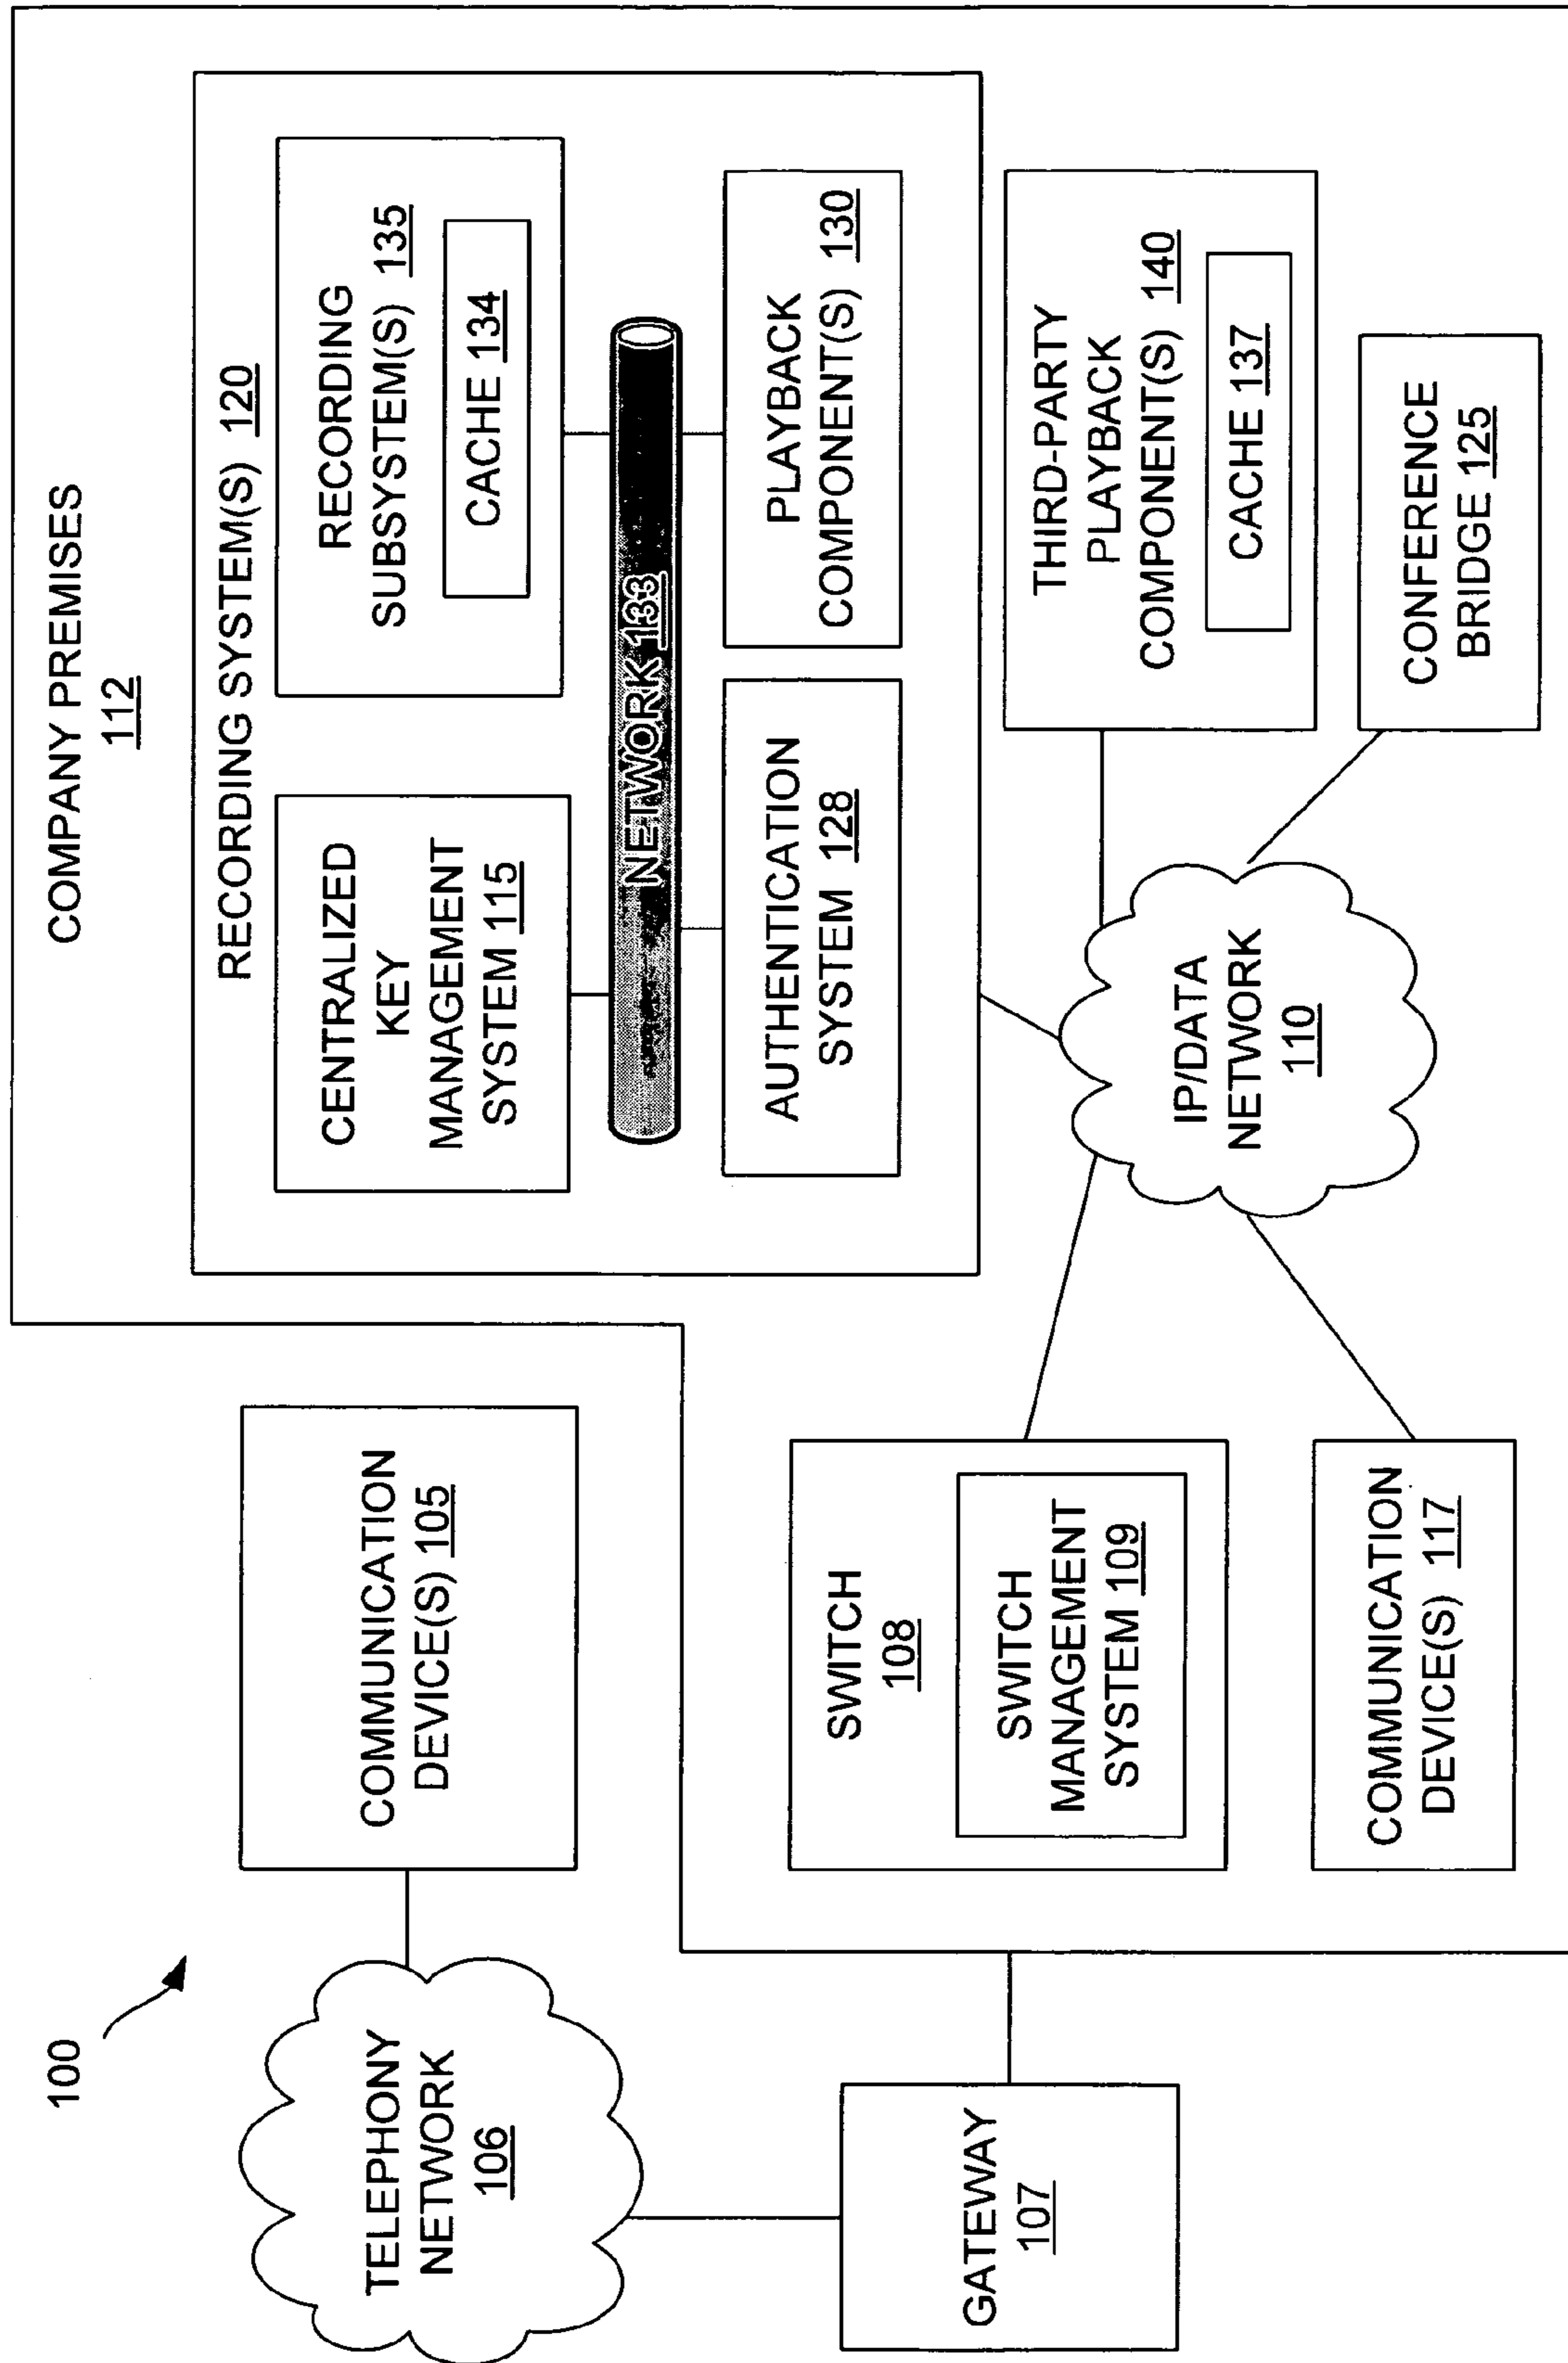 100
TELEPHONY
NETWORK
106
COMMUNICATION
DEVICE(S) 105
GATEWAY
107
COMPANY PREMISES
112
RECORDING SYSTEM(S) 120
CENTRALIZED
KEY
MANAGEMENT
SYSTEM 115
RECORDING
SUBSYSTEM(S) 135
CACHE 134
NETWORK 133
AUTHENTICATION
SYSTEM 128
PLAYBACK
COMPONENT(S) 130
SWITCH
108
SWITCH
MANAGEMENT
SYSTEM 109
COMMUNICATION
DEVICE(S) 117
IP/DATA
NETWORK
110
THIRD-PARTY
PLAYBACK
COMPONENT(S) 140
CACHE 137
CONFERENCE
BRIDGE 125